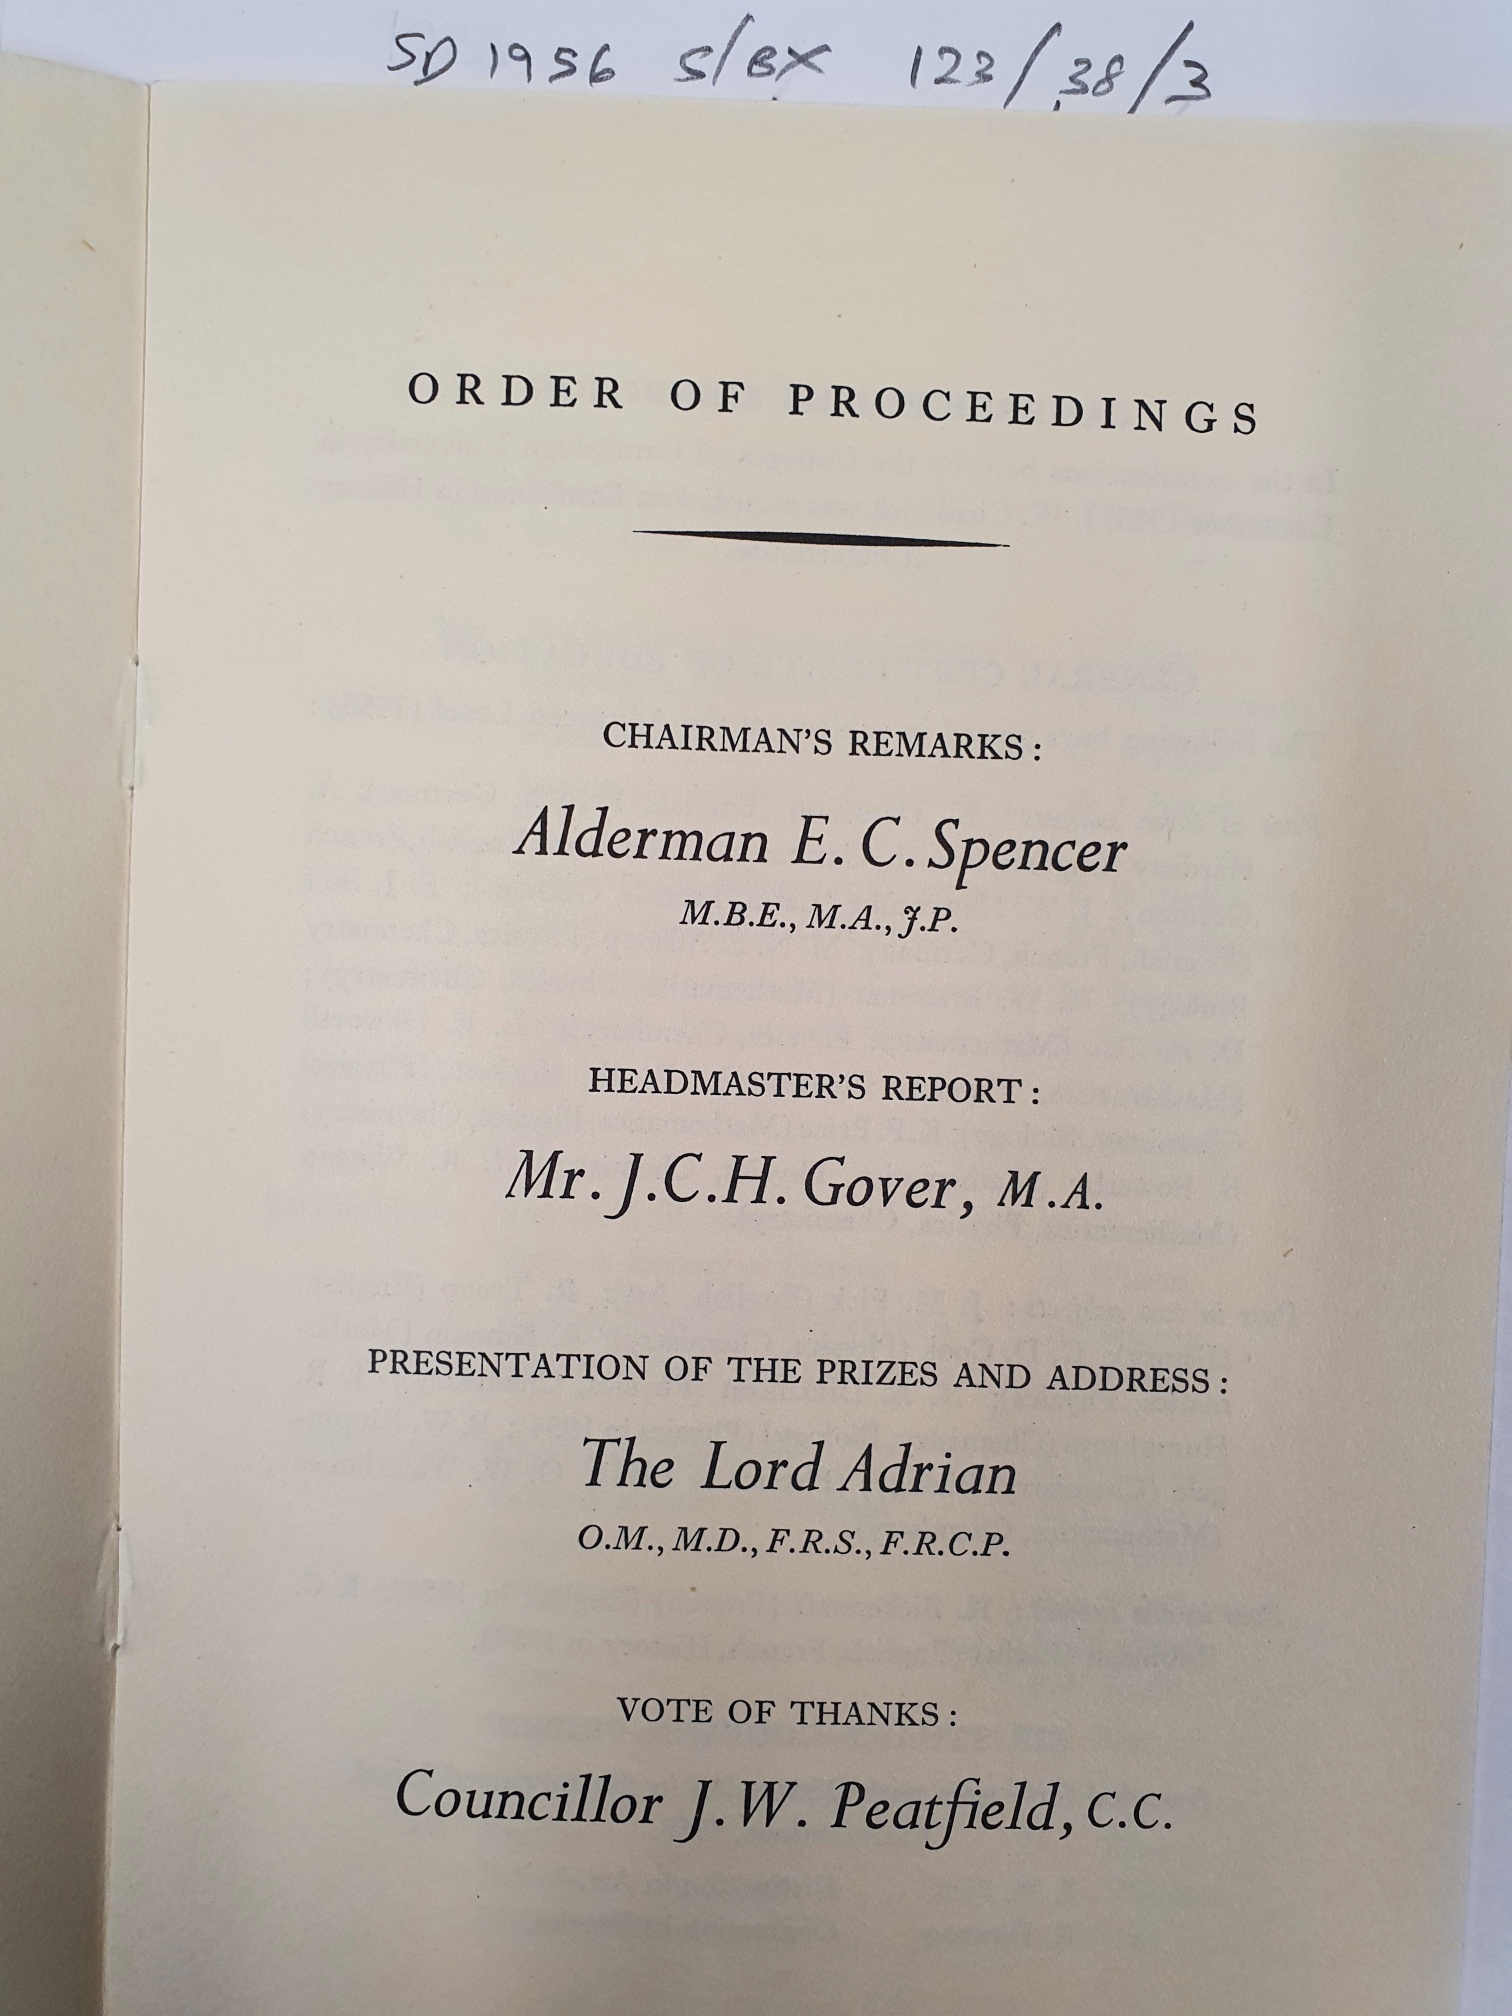 SD 1956 S/BX 123/38/3
ORDER OF PROCEEDINGS
CHAIRMAN'S REMARKS:
Alderman E. C. Spencer
M.B.E., M.A., J.P.
HEADMASTER'S REPORT:
Mr. J.C.H. Gover, M.A.
PRESENTATION OF THE PRIZES AND ADDRESS:
The Lord Adrian
O.M., M.D., F.R.S., F.R.C.P.
VOTE OF THANKS:
Councillor J. W. Peatfield, C.C.